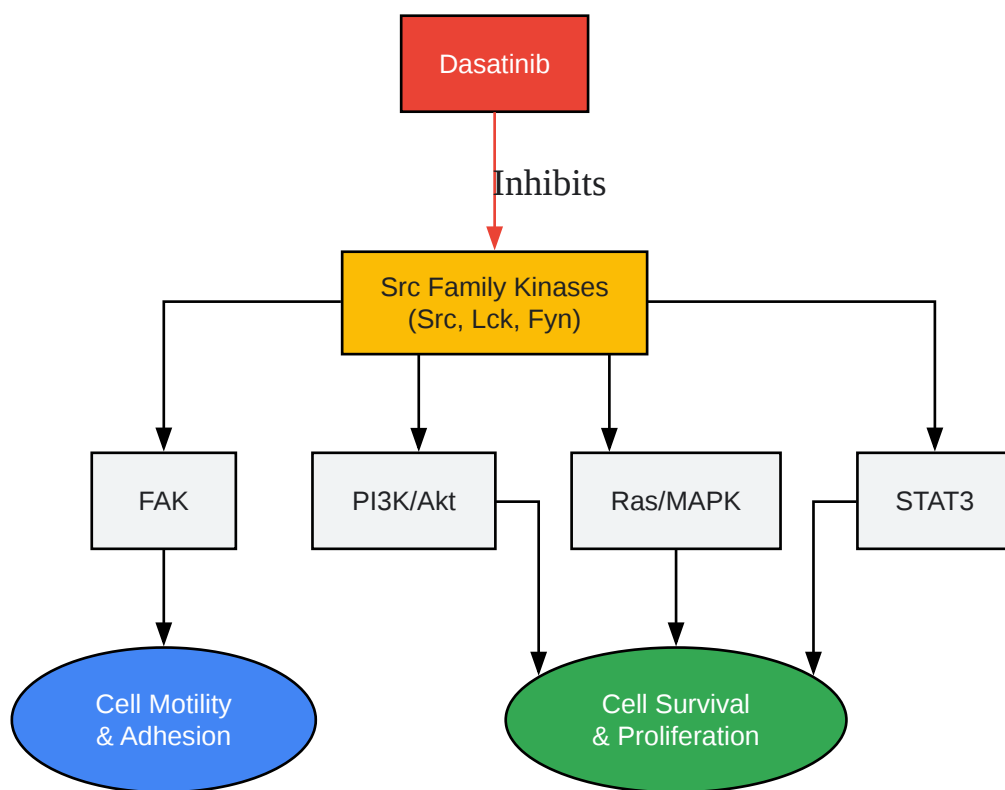 Dasatinib
Inhibits
Src Family Kinases
(Src, Lck, Fyn)
FAK
PI3K/Akt
Ras/MAPK
STAT3
Cell Motility
& Adhesion
Cell Survival
& Proliferation